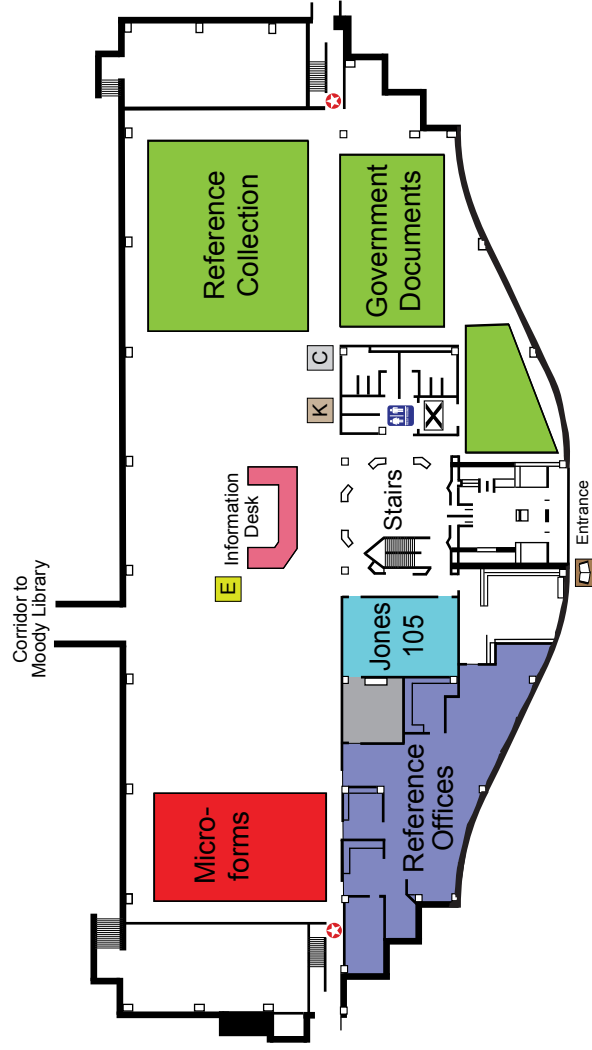 Corridor to
Moody Library
Micro-
forms
E
Information
Desk
Reference
Collection
K
C
Jones
105
Stairs
Government
Documents
Reference
Offices
Entrance